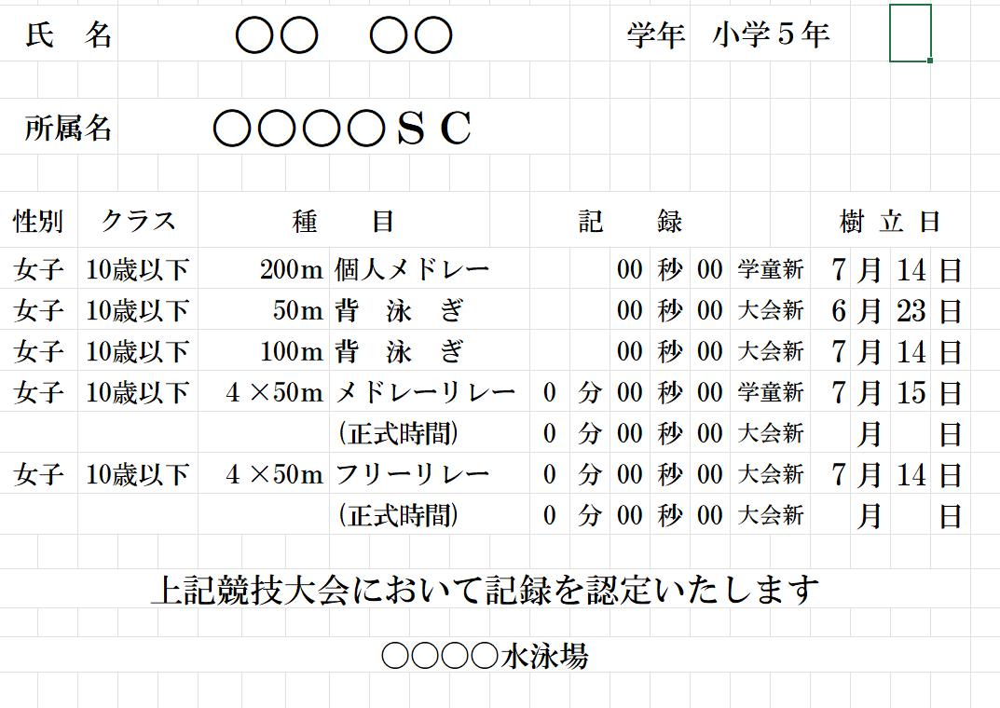 氏　名　〇〇　〇〇　学年　小学５年
所属名　〇〇〇〇ＳＣ
性別　クラス　種　目　記　録　樹 立 日
女子　10歳以下　200m　個人メドレー　00 秒 00　学童新　7 月 14 日
女子　10歳以下　50m　背　泳　ぎ　00 秒 00　大会新　6 月 23 日
女子　10歳以下　100m　背　泳　ぎ　00 秒 00　大会新　7 月 14 日
女子　10歳以下　4 ×50m　メドレーリレー　0 分 00 秒 00　学童新　7 月 15 日
(正式時間)　0 分 00 秒 00　大会新　月　日
女子　10歳以下　4 ×50m　フリーリレー　0 分 00 秒 00　大会新　7 月 14 日
(正式時間)　0 分 00 秒 00　大会新　月　日
上記競技大会において記録を認定いたします
〇〇〇〇水泳場